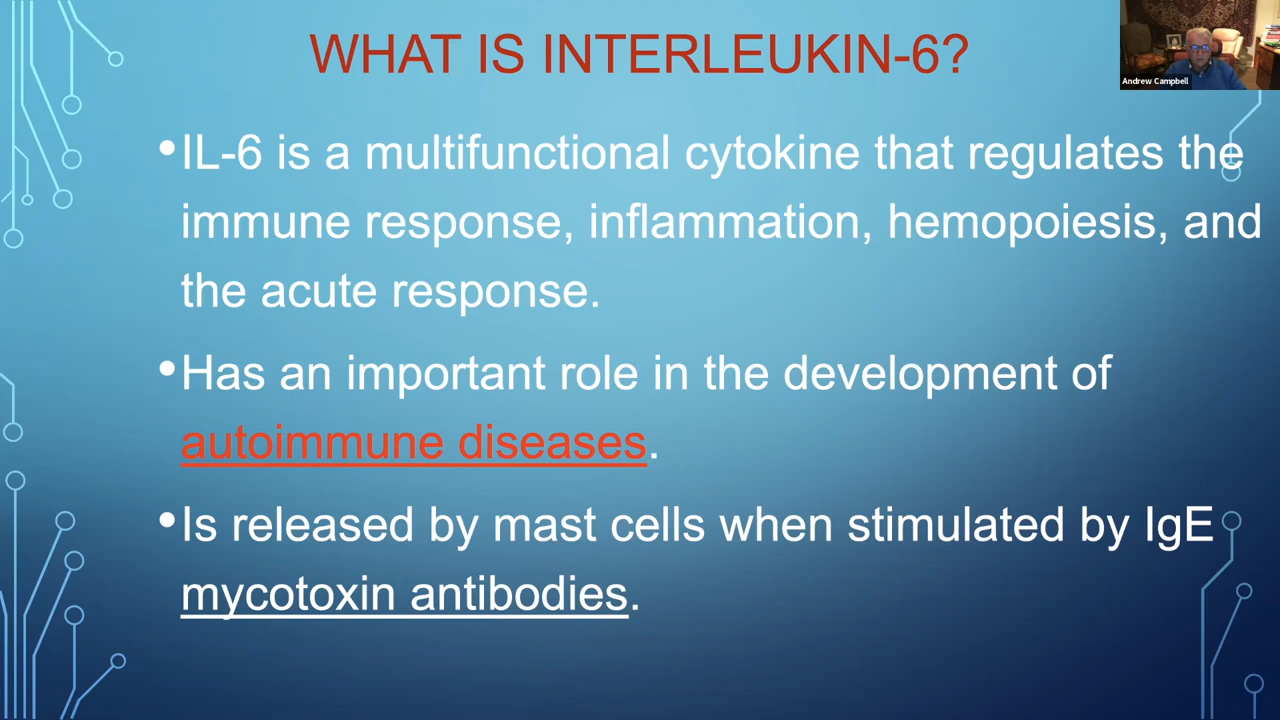 WHAT IS INTERLEUKIN-6?
Andrew Campbell
•IL-6 is a multifunctional cytokine that regulates the
immune response, inflammation, hemopoiesis, and
the acute response.
•Has an important role in the development of
autoimmune diseases.
•Is released by mast cells when stimulated by IgE
mycotoxin antibodies.